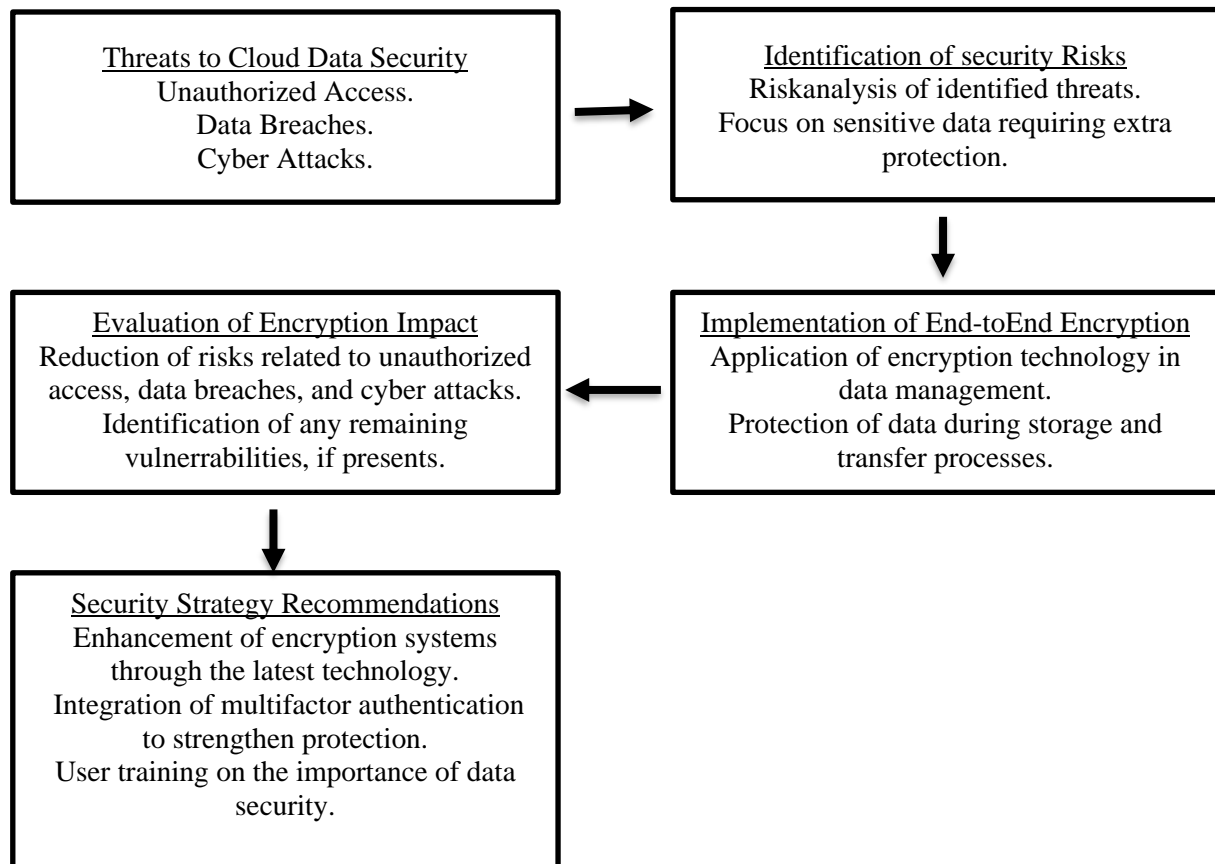 Threats to Cloud Data Security
Unauthorized Access.
Data Breaches.
Cyber Attacks.
Identification of security Risks
Riskanalysis of identified threats.
Focus on sensitive data requiring extra
protection.
Implementation of End-toEnd Encryption
Application of encryption technology in
data management.
Protection of data during storage and
transfer processes.
Evaluation of Encryption Impact
Reduction of risks related to unauthorized
access, data breaches, and cyber attacks.
Identification of any remaining
vulnerrabilities, if presents.
Security Strategy Recommendations
Enhancement of encryption systems
through the latest technology.
Integration of multifactor authentication
to strengthen protection.
User training on the importance of data
security.